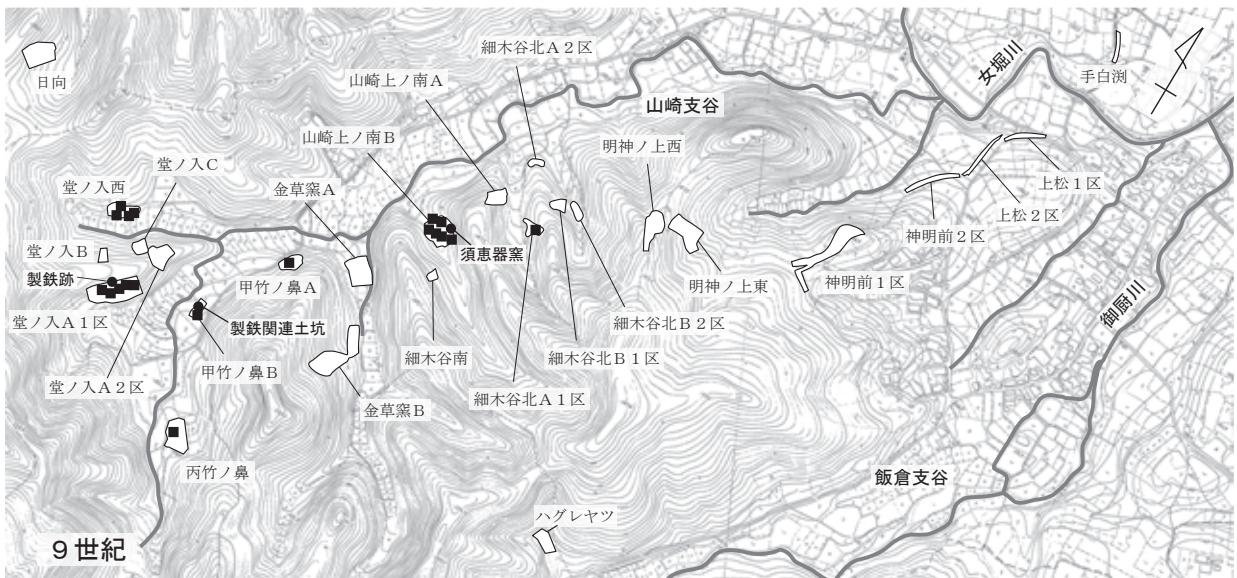 細木谷北A2区
手白渕
女堀川
日向
山崎上ノ南A
山崎支谷
山崎上ノ南B
明神ノ上西
堂ノ入C
堂ノ入西
金草窯A
上松1区
上松2区
神明前2区
堂ノ入B
須恵器窯
製鉄跡
甲竹ノ鼻A
明神ノ上東
神明前1区
御厨川
堂ノ入A1区
製鉄関連土坑
細木谷北B2区
細木谷南
細木谷北B1区
甲竹ノ鼻B
堂ノ入A2区
金草窯B
細木谷北A1区
丙竹ノ鼻
飯倉支谷
ハグレヤツ
9世紀